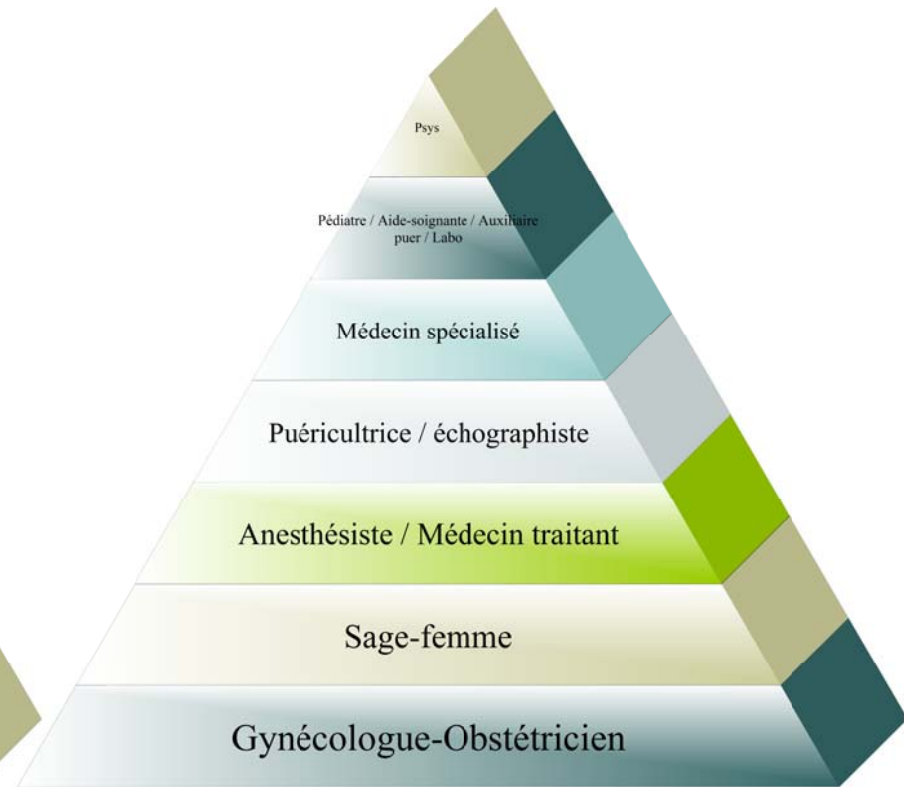 Psys
Pédiatre / Aide-soignante / Auxiliaire
puer / Labo
Médecin spécialisé
Puéricultrice / échographiste
Anesthésiste / Médecin traitant
Sage-femme
Gynécologue-Obstétricien